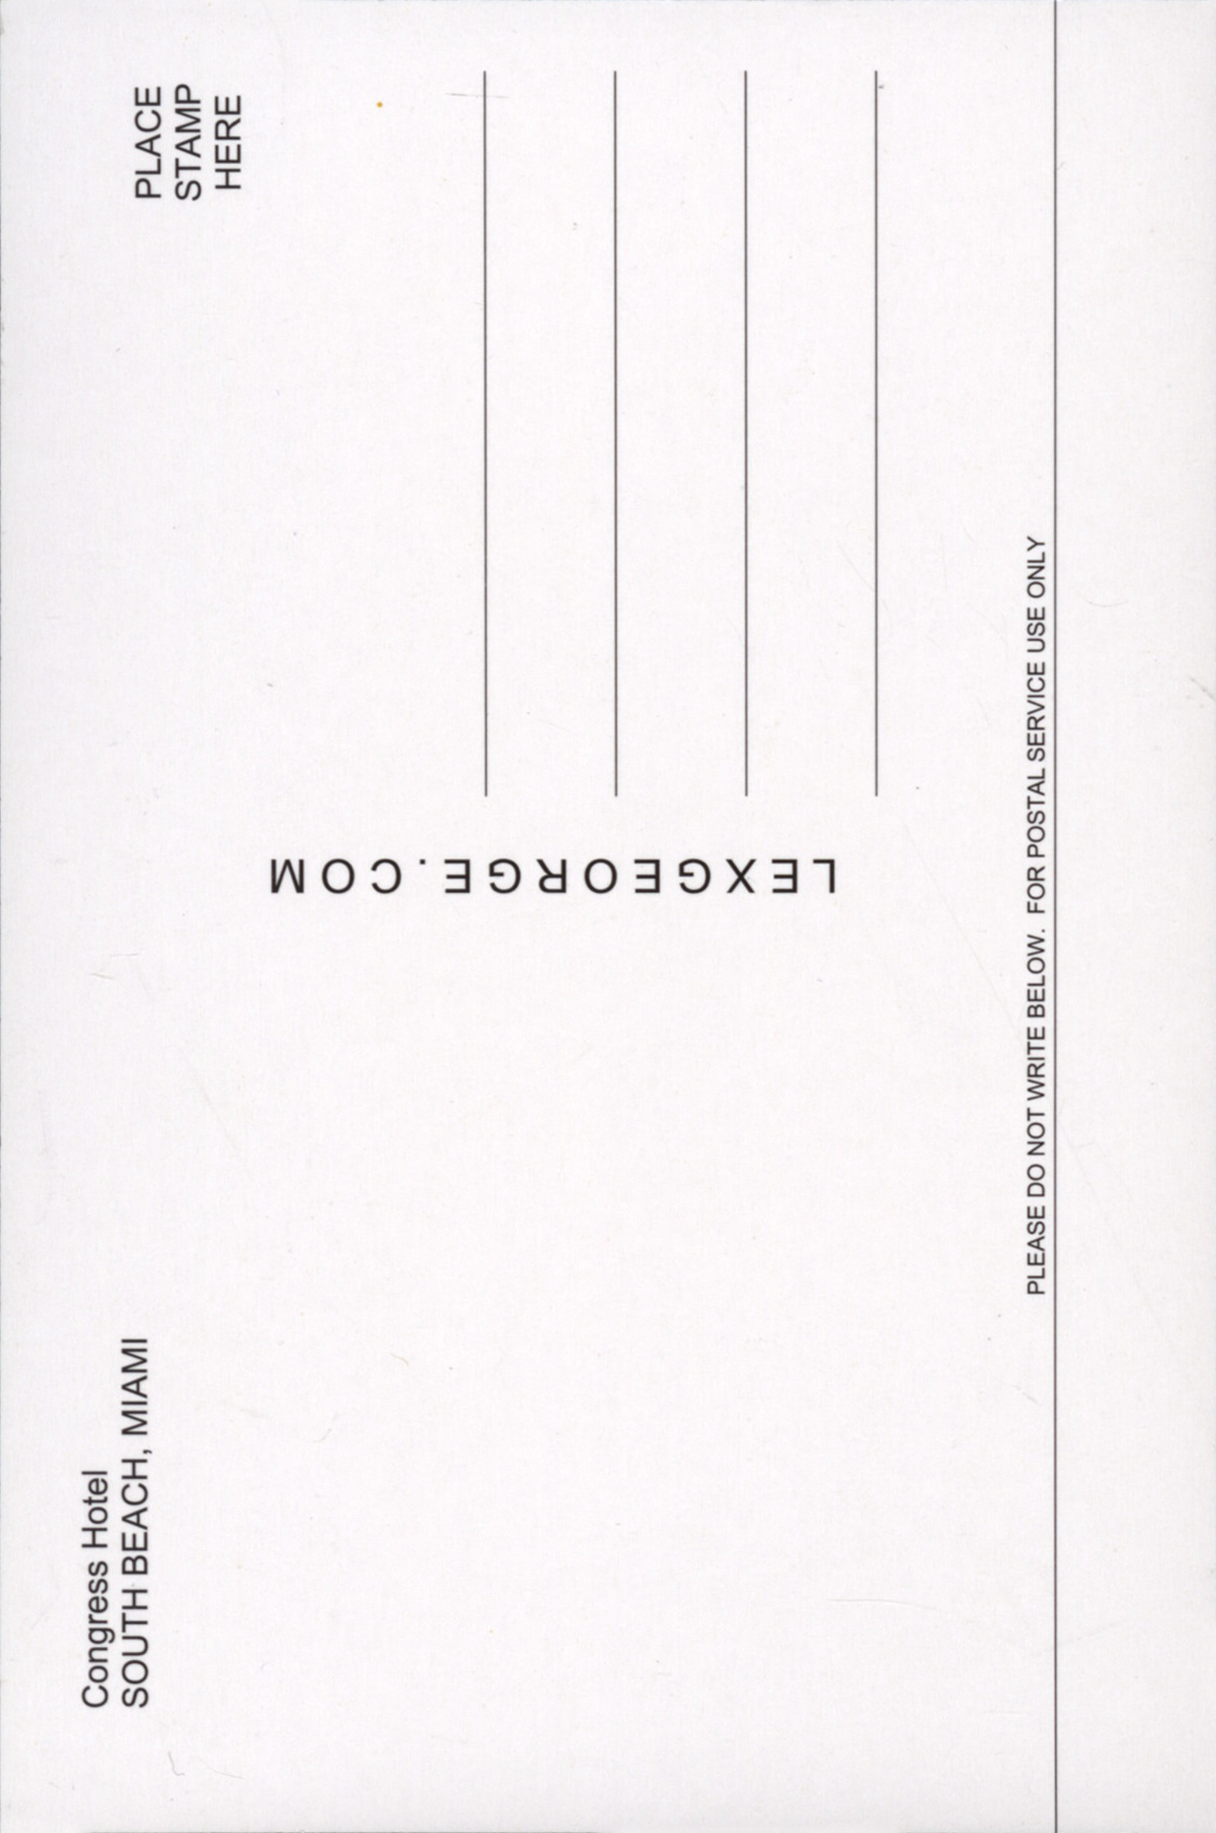 Congress Hotel
SOUTH BEACH, MIAMI
PLACE
STAMP
HERE
LEXGEORGE.COM
PLEASE DO NOT WRITE BELOW. FOR POSTAL SERVICE USE ONLY